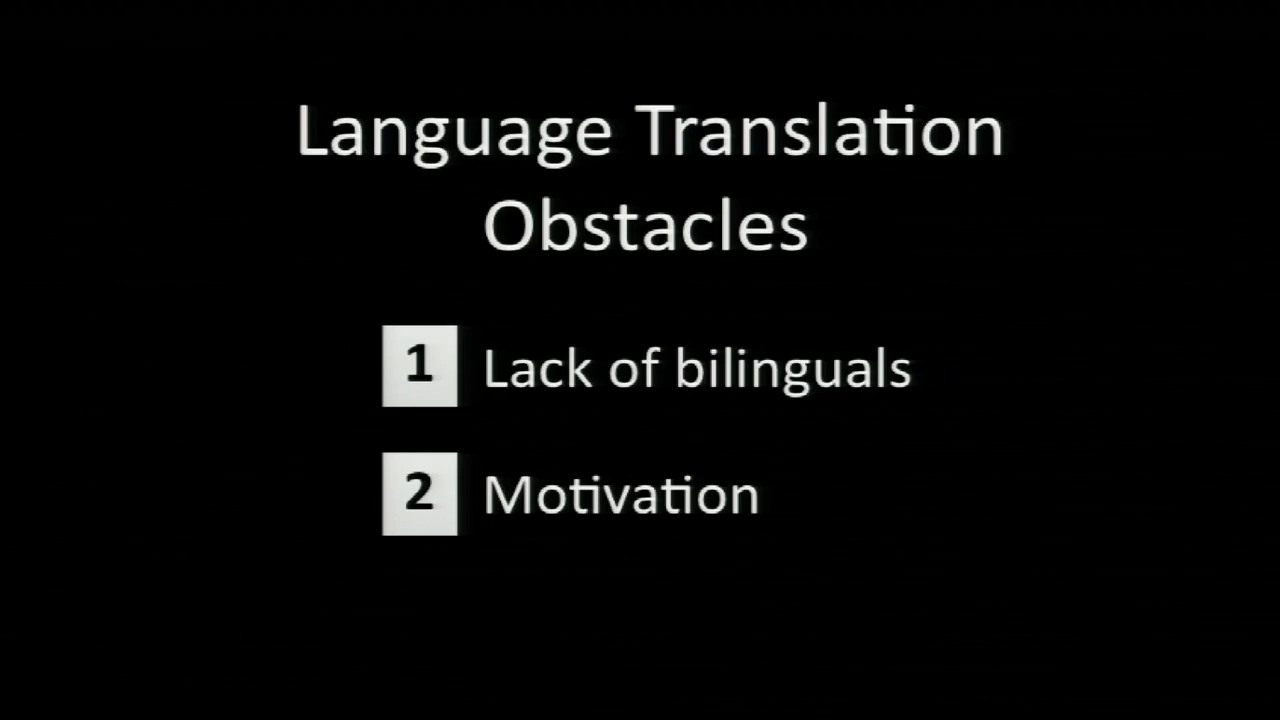 Language Translation
Obstacles
1 Lack of bilinguals
2 Motivation